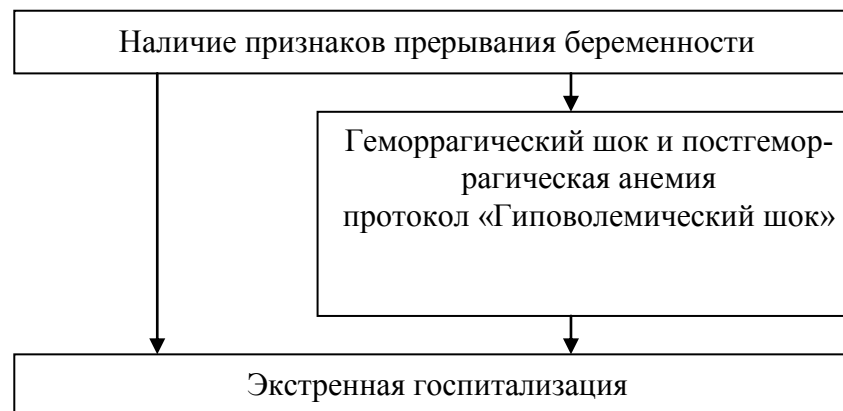 Наличие признаков прерывания беременности
Геморрагический шок и постгемор-
рагическая анемия
протокол «Гиповолемический шок»
Экстренная госпитализация